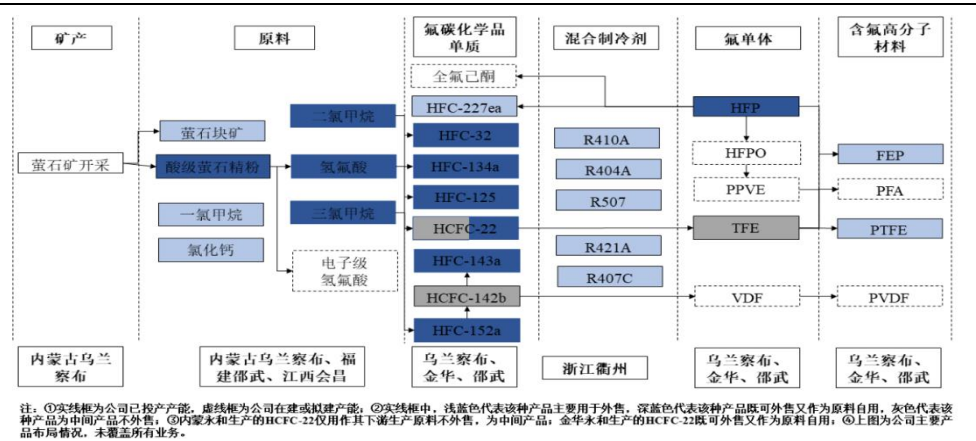 矿产
原料
氟碳化学品
单质
混合制冷剂
氟单体
含氟高分子
材料
全氟己酮
HFC-227ea
HFP
二氯甲烷
HFC-32
萤石块矿
R410A
HFPO
FEP
萤石矿开采
酸级萤石精粉
氢氟酸
HFC-134a
R404A
PPVE
PFA
HFC-125
R507
一氯甲烷
三氯甲烷
HCFC-22
TFE
PTFE
氯化钙
R421A
电子级
氢氟酸
HFC-143a
R407C
HCFC-142b
VDF
PVDF
HFC-152a
内蒙古乌兰
察布
内蒙古乌兰察布、福
建邵武、江西会昌
乌兰察布、
金华、邵武
浙江衢州
乌兰察布、
金华、邵武
乌兰察布、
金华、邵武
注：①实线框为公司已投产产能，虚线框为公司在建或拟建产能；②实线框中，浅蓝色代表该种产品主要用于外售，深蓝色代表该种产品既可外售又作为原料自用，灰色代表该
种产品为中间产品不外售；③内蒙永和生产的HCFC-22仅用作其下游生产原料不外售，为中间产品；金华永和生产的HCFC-22既可外售又作为原料自用；④上图为公司主要产
品布局情况，未覆盖所有业务。